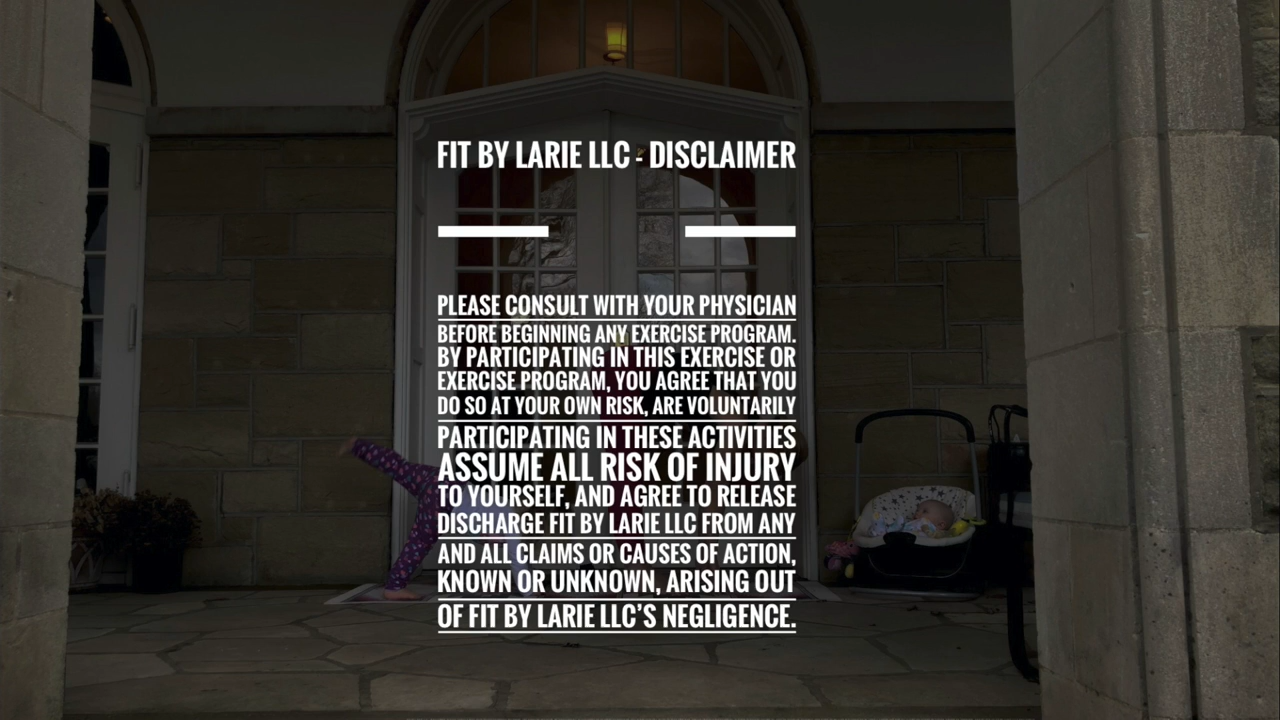 FIT BY LARIE LLC - DISCLAIMER
PLEASE CONSULT WITH YOUR PHYSICIAN
BEFORE BEGINNING ANY EXERCISE PROGRAM.
BY PARTICIPATING IN THIS EXERCISE OR
EXERCISE PROGRAM, YOU AGREE THAT YOU
DO SO AT YOUR OWN RISK, ARE VOLUNTARILY
PARTICIPATING IN THESE ACTIVITIES
ASSUME ALL RISK OF INJURY
TO YOURSELF, AND AGREE TO RELEASE
DISCHARGE FIT BY LARIE LLC FROM ANY
AND ALL CLAIMS OR CAUSES OF ACTION,
KNOWN OR UNKNOWN, ARISING OUT
OF FIT BY LARIE LLC'S NEGLIGENCE.